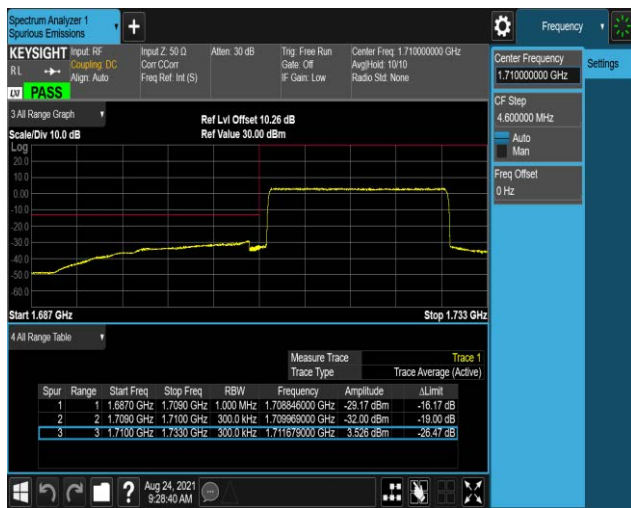 Spectrum Analyzer 1
Spurious Emissions
+
Frequency
KEYSIGHT
Input: RF
Coupling: DC
Align: Auto
Input Z: 50 Ω
Corr CCorr
Freq Ref: Int (S)
Atten: 30 dB
Trig: Free Run
Gate: Off
IF Gain: Low
Center Freq: 1.710000000 GHz
Avg|Hold: 10/10
Radio Std: None
RL
LXI
PASS
Center Frequency
1.710000000 GHz
Settings
CF Step
4.600000 MHz
Auto
Man
Freq Offset
0 Hz
3 All Range Graph
Scale/Div 10.0 dB
Ref Lvl Offset 10.26 dB
Ref Value 30.00 dBm
Log
20.0
10.0
0.00
-10.0
-20.0
-30.0
-40.0
-50.0
-60.0
Start 1.687 GHz
Stop 1.733 GHz
4 All Range Table
Measure Trace Trace 1
Trace Type Trace Average (Active)
Spur Range Start Freq Stop Freq RBW Frequency Amplitude ΔLimit
1 1 1.6870 GHz 1.7090 GHz 1.000 MHz 1.708846000 GHz -29.17 dBm -16.17 dB
2 2 1.7090 GHz 1.7100 GHz 300.0 kHz 1.709969000 GHz -32.00 dBm -19.00 dB
3 3 1.7100 GHz 1.7330 GHz 300.0 kHz 1.711679000 GHz 3.526 dBm -26.47 dB
?
Aug 24, 2021
9:28:40 AM